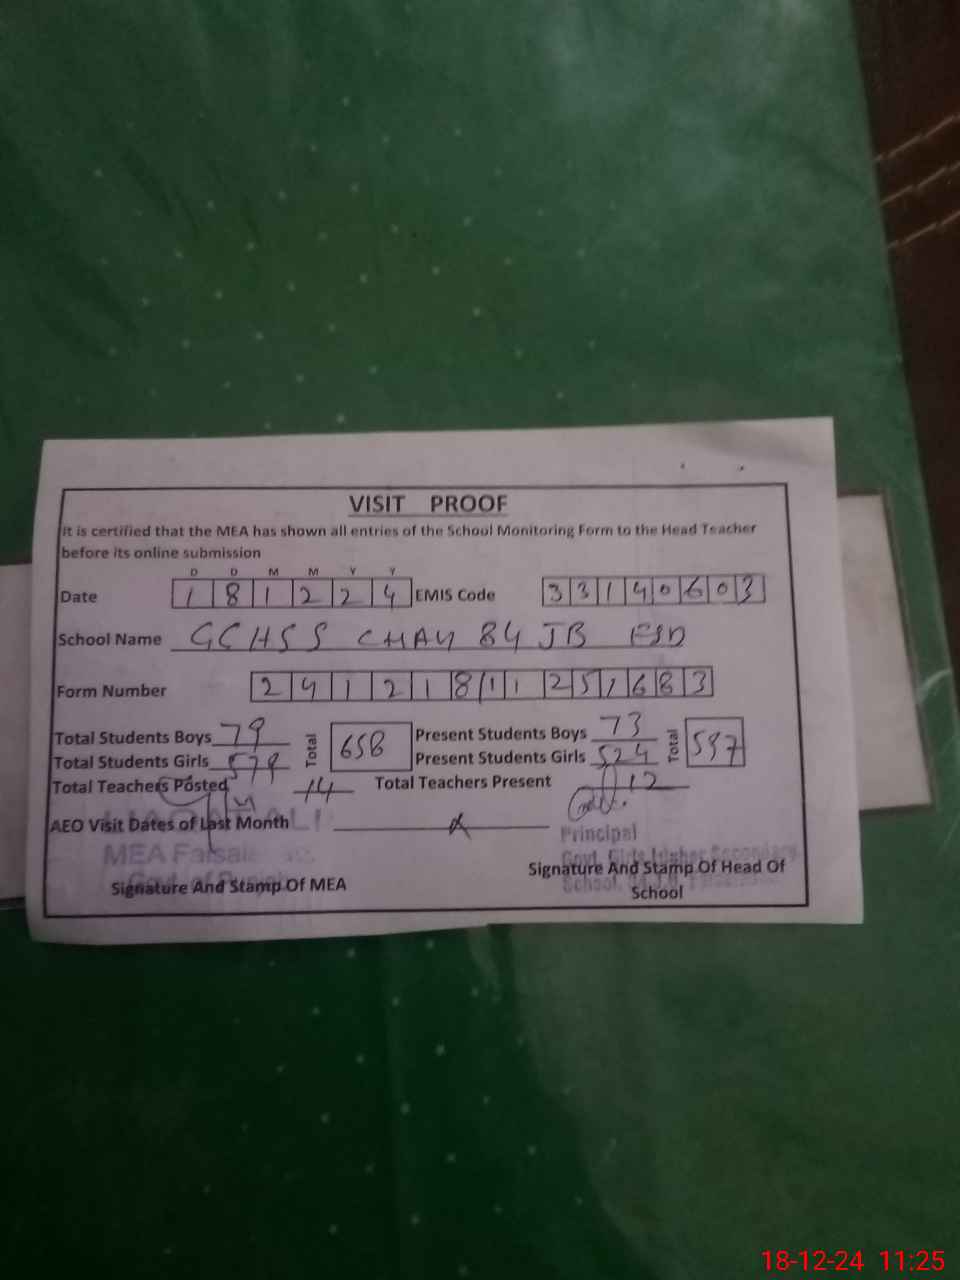 VISIT PROOF
It is certified that the MEA has shown all entries of the School Monitoring Form to the Head Teacher
before its online submission
D D M M Y Y
Date 1 8 1 2 2 4 EMIS Code 3 3 1 4 0 6 0 3
School Name GCHSS CHAK 84 JB FSD
Form Number 2 4 1 2 1 8 1 1 2 5 1 6 8 3
Total Students Boys 79 Total 658 Present Students Boys 73 Total 597
Total Students Girls 579 Present Students Girls 524
Total Teachers Posted 14 Total Teachers Present 12
AEO Visit Dates of Last Month x
Principal
MEA
Govt. Girls Higher Secondary
School
Signature And Stamp Of MEA
Signature And Stamp Of Head Of
School
18-12-24 11:25